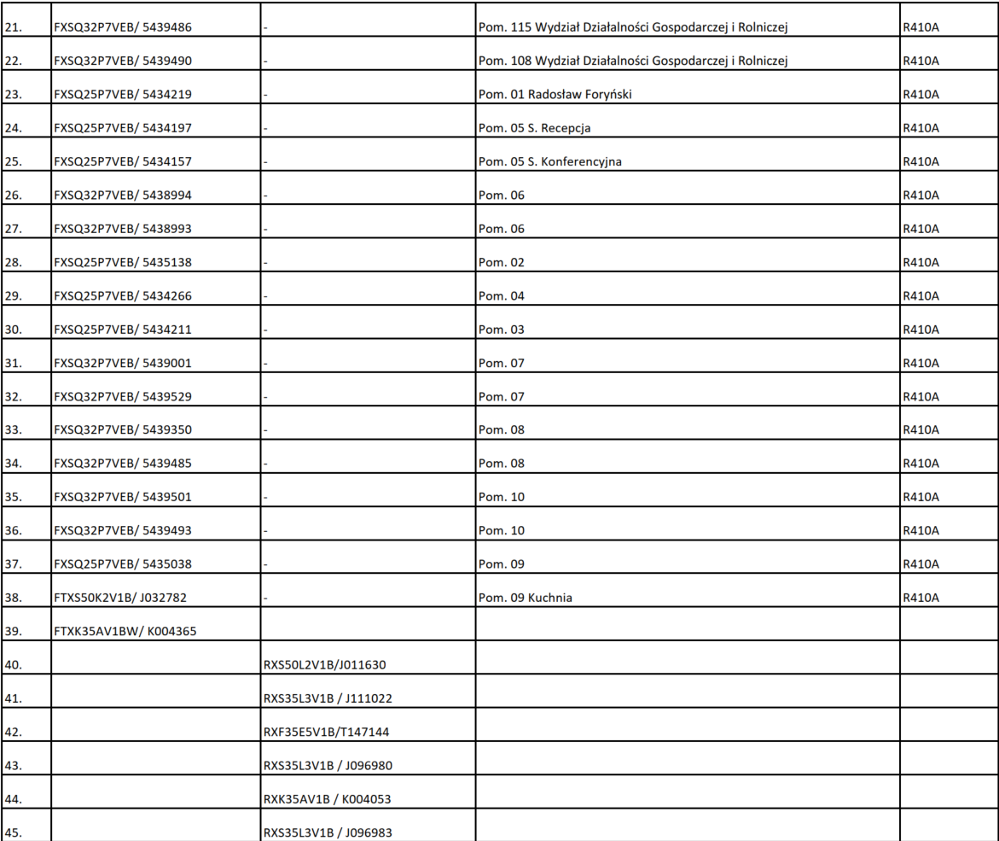 21. FXSQ32P7VEB/ 5439486 - Pom. 115 Wydział Działalności Gospodarczej i Rolniczej R410A
22. FXSQ32P7VEB/ 5439490 - Pom. 108 Wydział Działalności Gospodarczej i Rolniczej R410A
23. FXSQ25P7VEB/ 5434219 - Pom. 01 Radosław Foryński R410A
24. FXSQ25P7VEB/ 5434197 - Pom. 05 S. Recepcja R410A
25. FXSQ25P7VEB/ 5434157 - Pom. 05 S. Konferencyjna R410A
26. FXSQ32P7VEB/ 5438994 - Pom. 06 R410A
27. FXSQ32P7VEB/ 5438993 - Pom. 06 R410A
28. FXSQ25P7VEB/ 5435138 - Pom. 02 R410A
29. FXSQ25P7VEB/ 5434266 - Pom. 04 R410A
30. FXSQ25P7VEB/ 5434211 - Pom. 03 R410A
31. FXSQ32P7VEB/ 5439001 - Pom. 07 R410A
32. FXSQ32P7VEB/ 5439529 - Pom. 07 R410A
33. FXSQ32P7VEB/ 5439350 - Pom. 08 R410A
34. FXSQ32P7VEB/ 5439485 - Pom. 08 R410A
35. FXSQ32P7VEB/ 5439501 - Pom. 10 R410A
36. FXSQ32P7VEB/ 5439493 - Pom. 10 R410A
37. FXSQ25P7VEB/ 5435038 - Pom. 09 R410A
38. FTXS50K2V1B/ J032782 - Pom. 09 Kuchnia R410A
39. FTXK35AV1BW/ K004365
40. RXS50L2V1B/J011630
41. RXS35L3V1B / J111022
42. RXF35E5V1B/T147144
43. RXS35L3V1B / J096980
44. RXK35AV1B / K004053
45. RXS35L3V1B / J096983